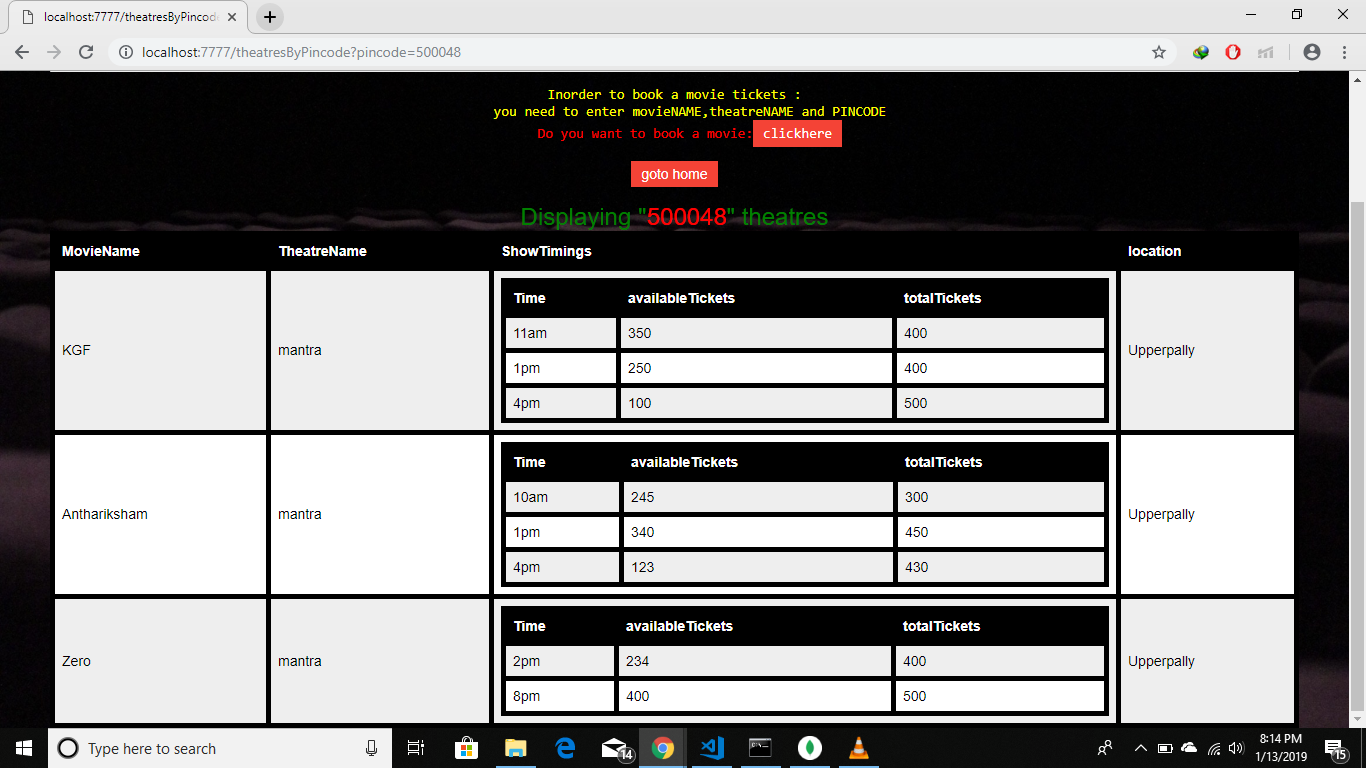 localhost:7777/theatresByPincod
localhost:7777/theatresByPincode?pincode=500048
Inorder to book a movie tickets :
you need to enter movieNAME,theatreNAME and PINCODE
Do you want to book a movie: clickhere
goto home
Displaying "500048" theatres
MovieName TheatreName ShowTimings location
Time availableTickets totalTickets
11am 350 400
KGF mantra Upperpally
1pm 250 400
4pm 100 500
Time availableTickets totalTickets
10am 245 300
Anthariksham mantra Upperpally
1pm 340 450
4pm 123 430
Time availableTickets totalTickets
Zero mantra 2pm 234 400 Upperpally
8pm 400 500
Type here to search
14
8:14 PM
1/13/2019
15